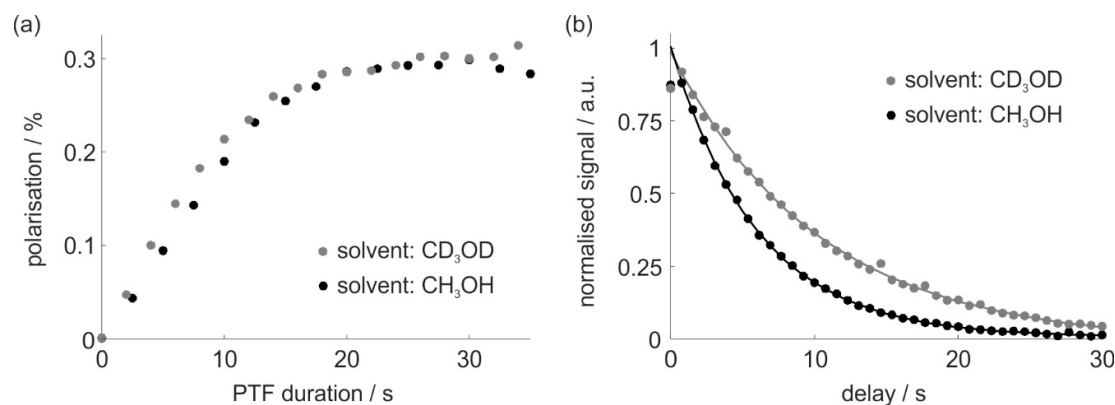 (a)
polarisation / %
0.3
0.2
0.1
0
0
10
20
30
PTF duration / s
solvent: CD₃OD
solvent: CH₃OH
(b)
normalised signal / a.u.
1
0.75
0.5
0.25
0
0
10
20
30
delay / s
solvent: CD₃OD
solvent: CH₃OH